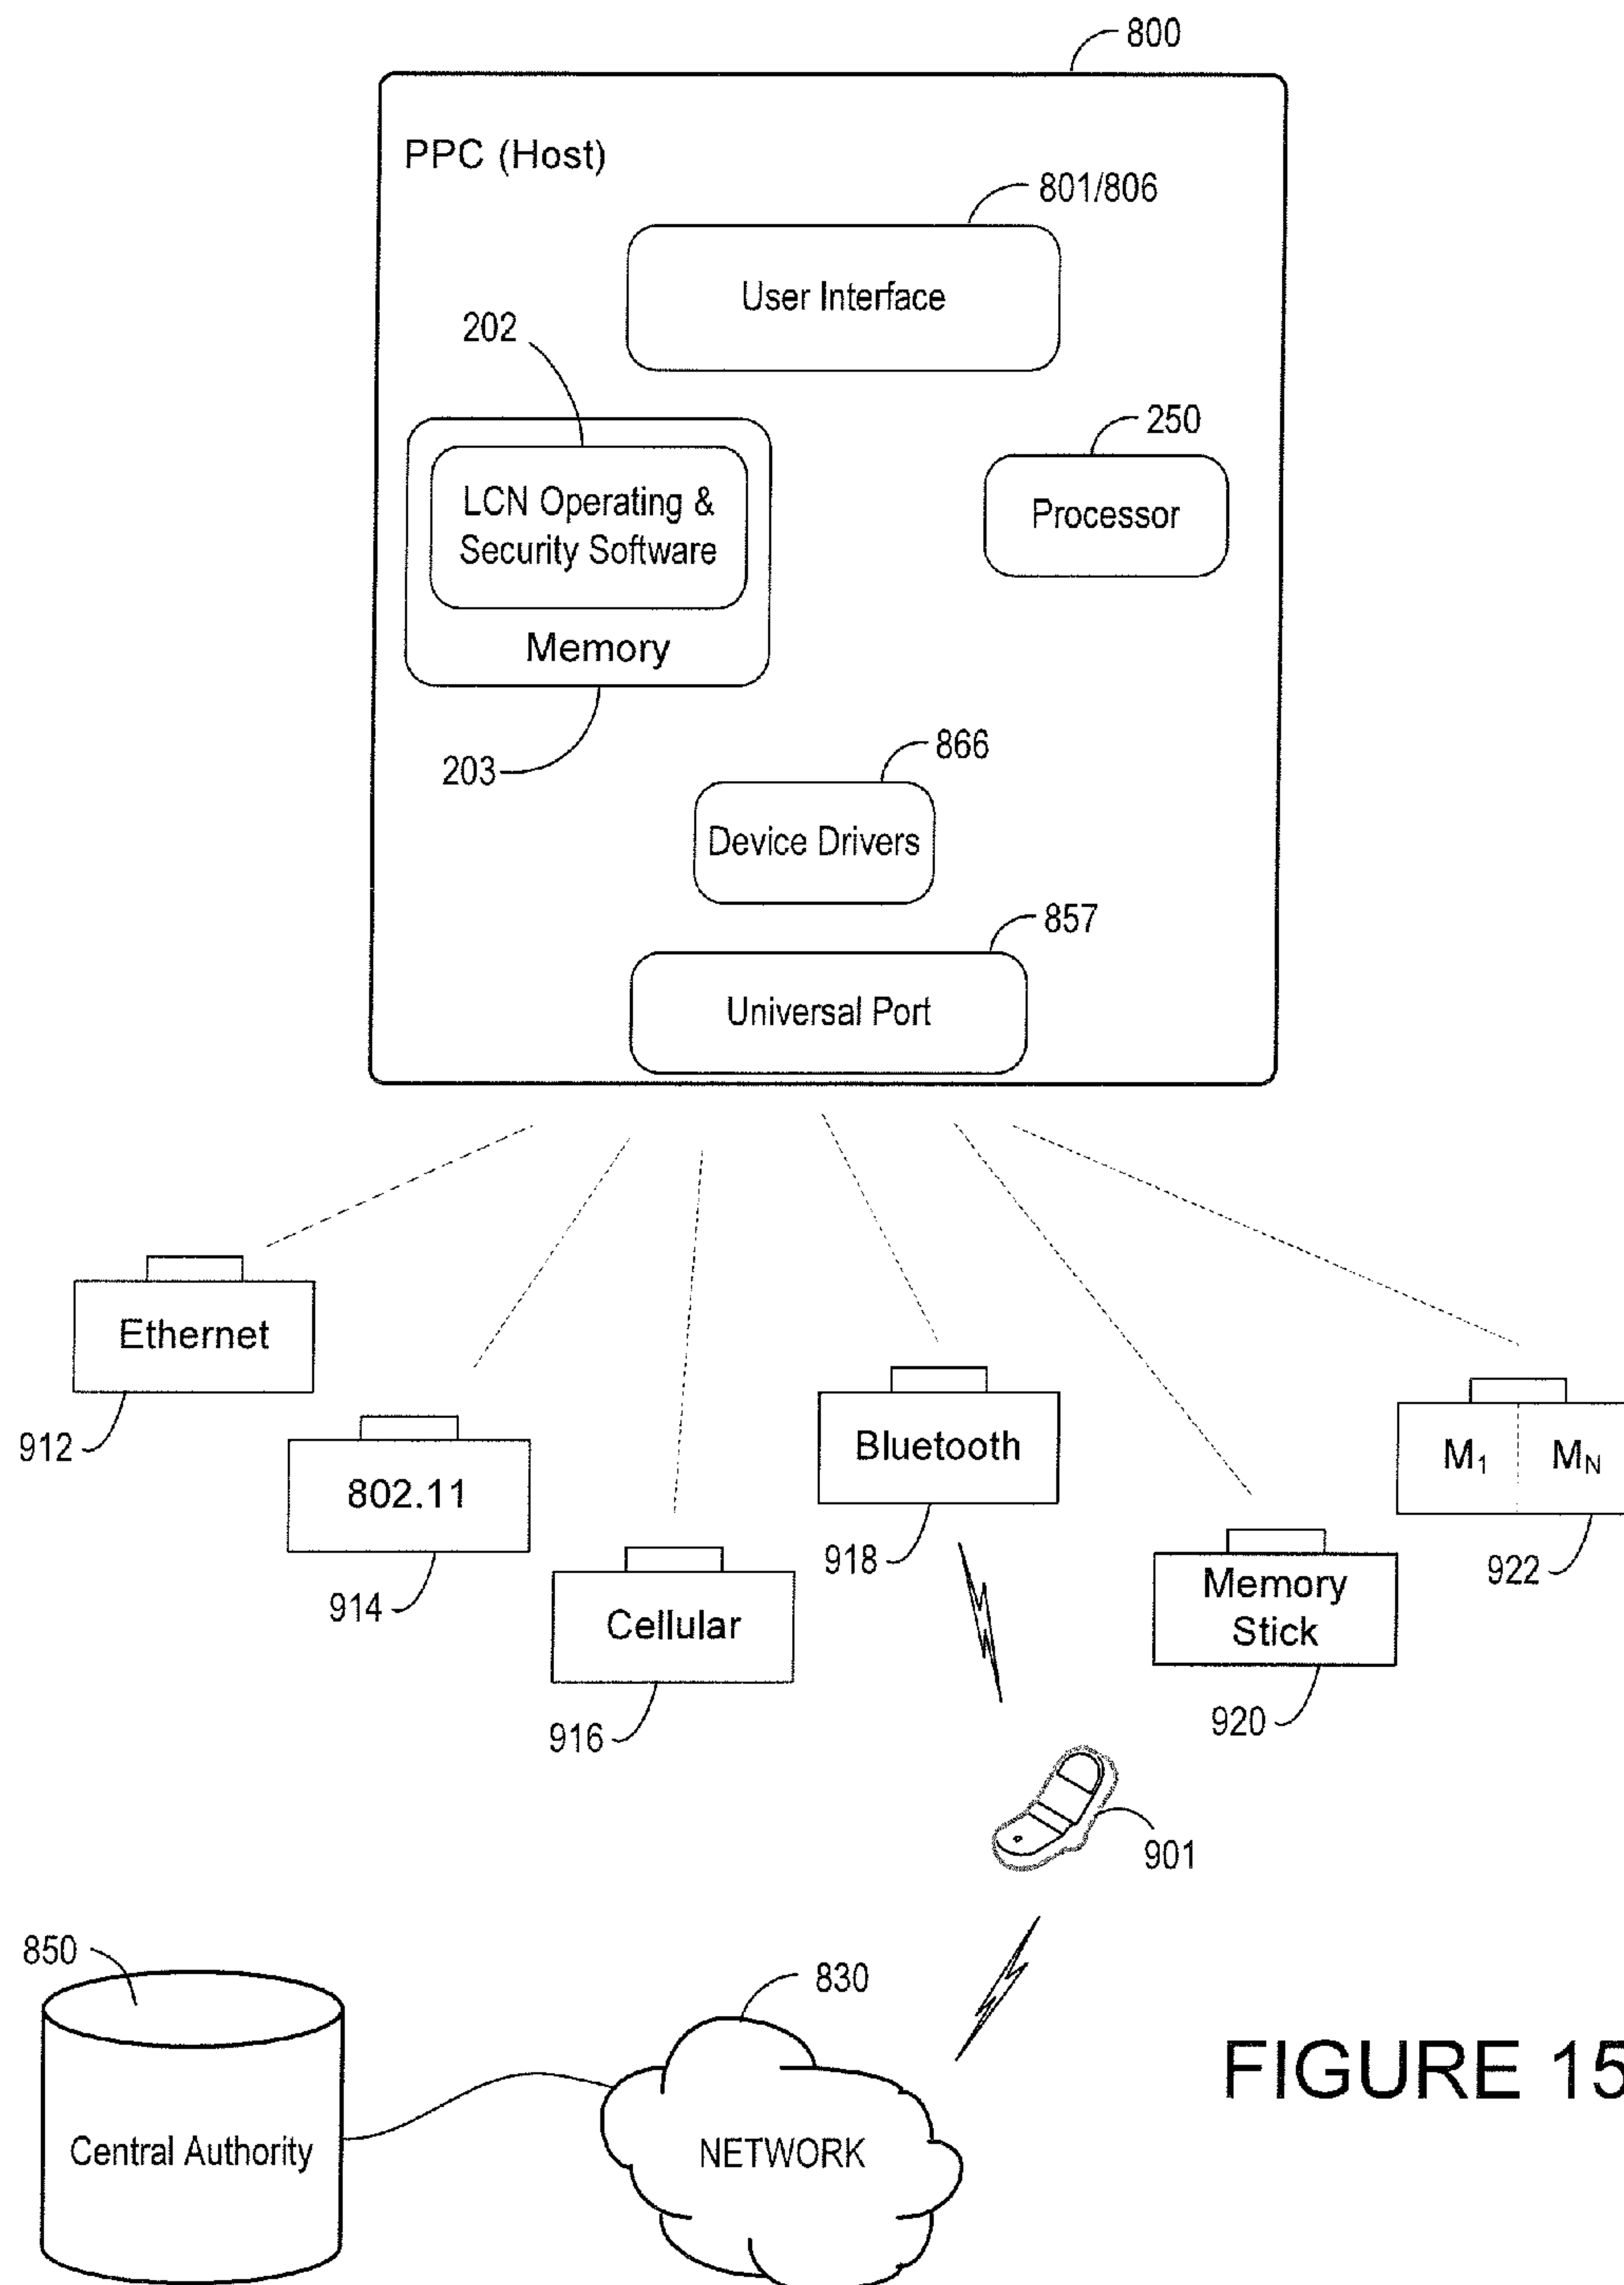 800
PPC (Host)
801/806
User Interface
202
250
LCN Operating &
Security Software
Processor
Memory
203
866
Device Drivers
857
Universal Port
Ethernet
912
802.11
914
Cellular
916
Bluetooth
918
Memory
Stick
920
M₁
M_N
922
901
850
Central Authority
830
NETWORK
FIGURE 15